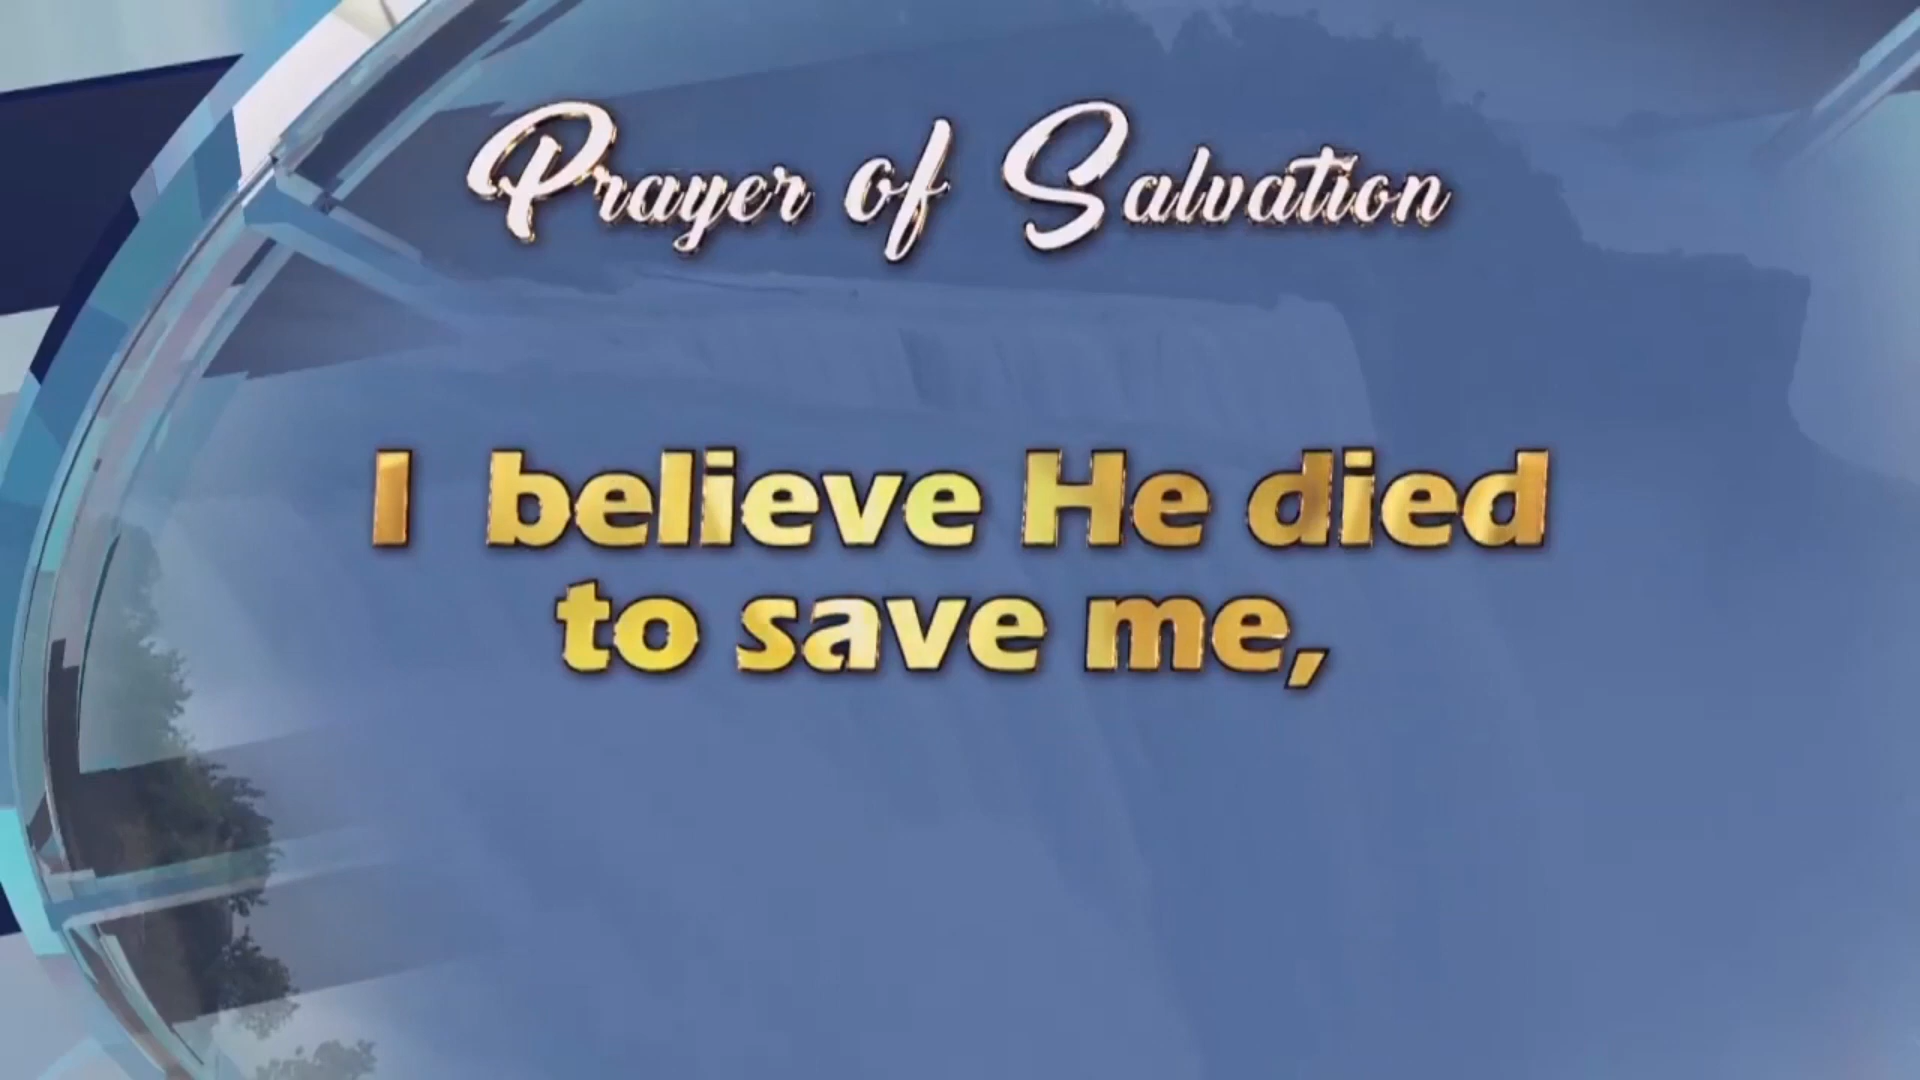 Prayer of Salvation
I believe He died
to save me,